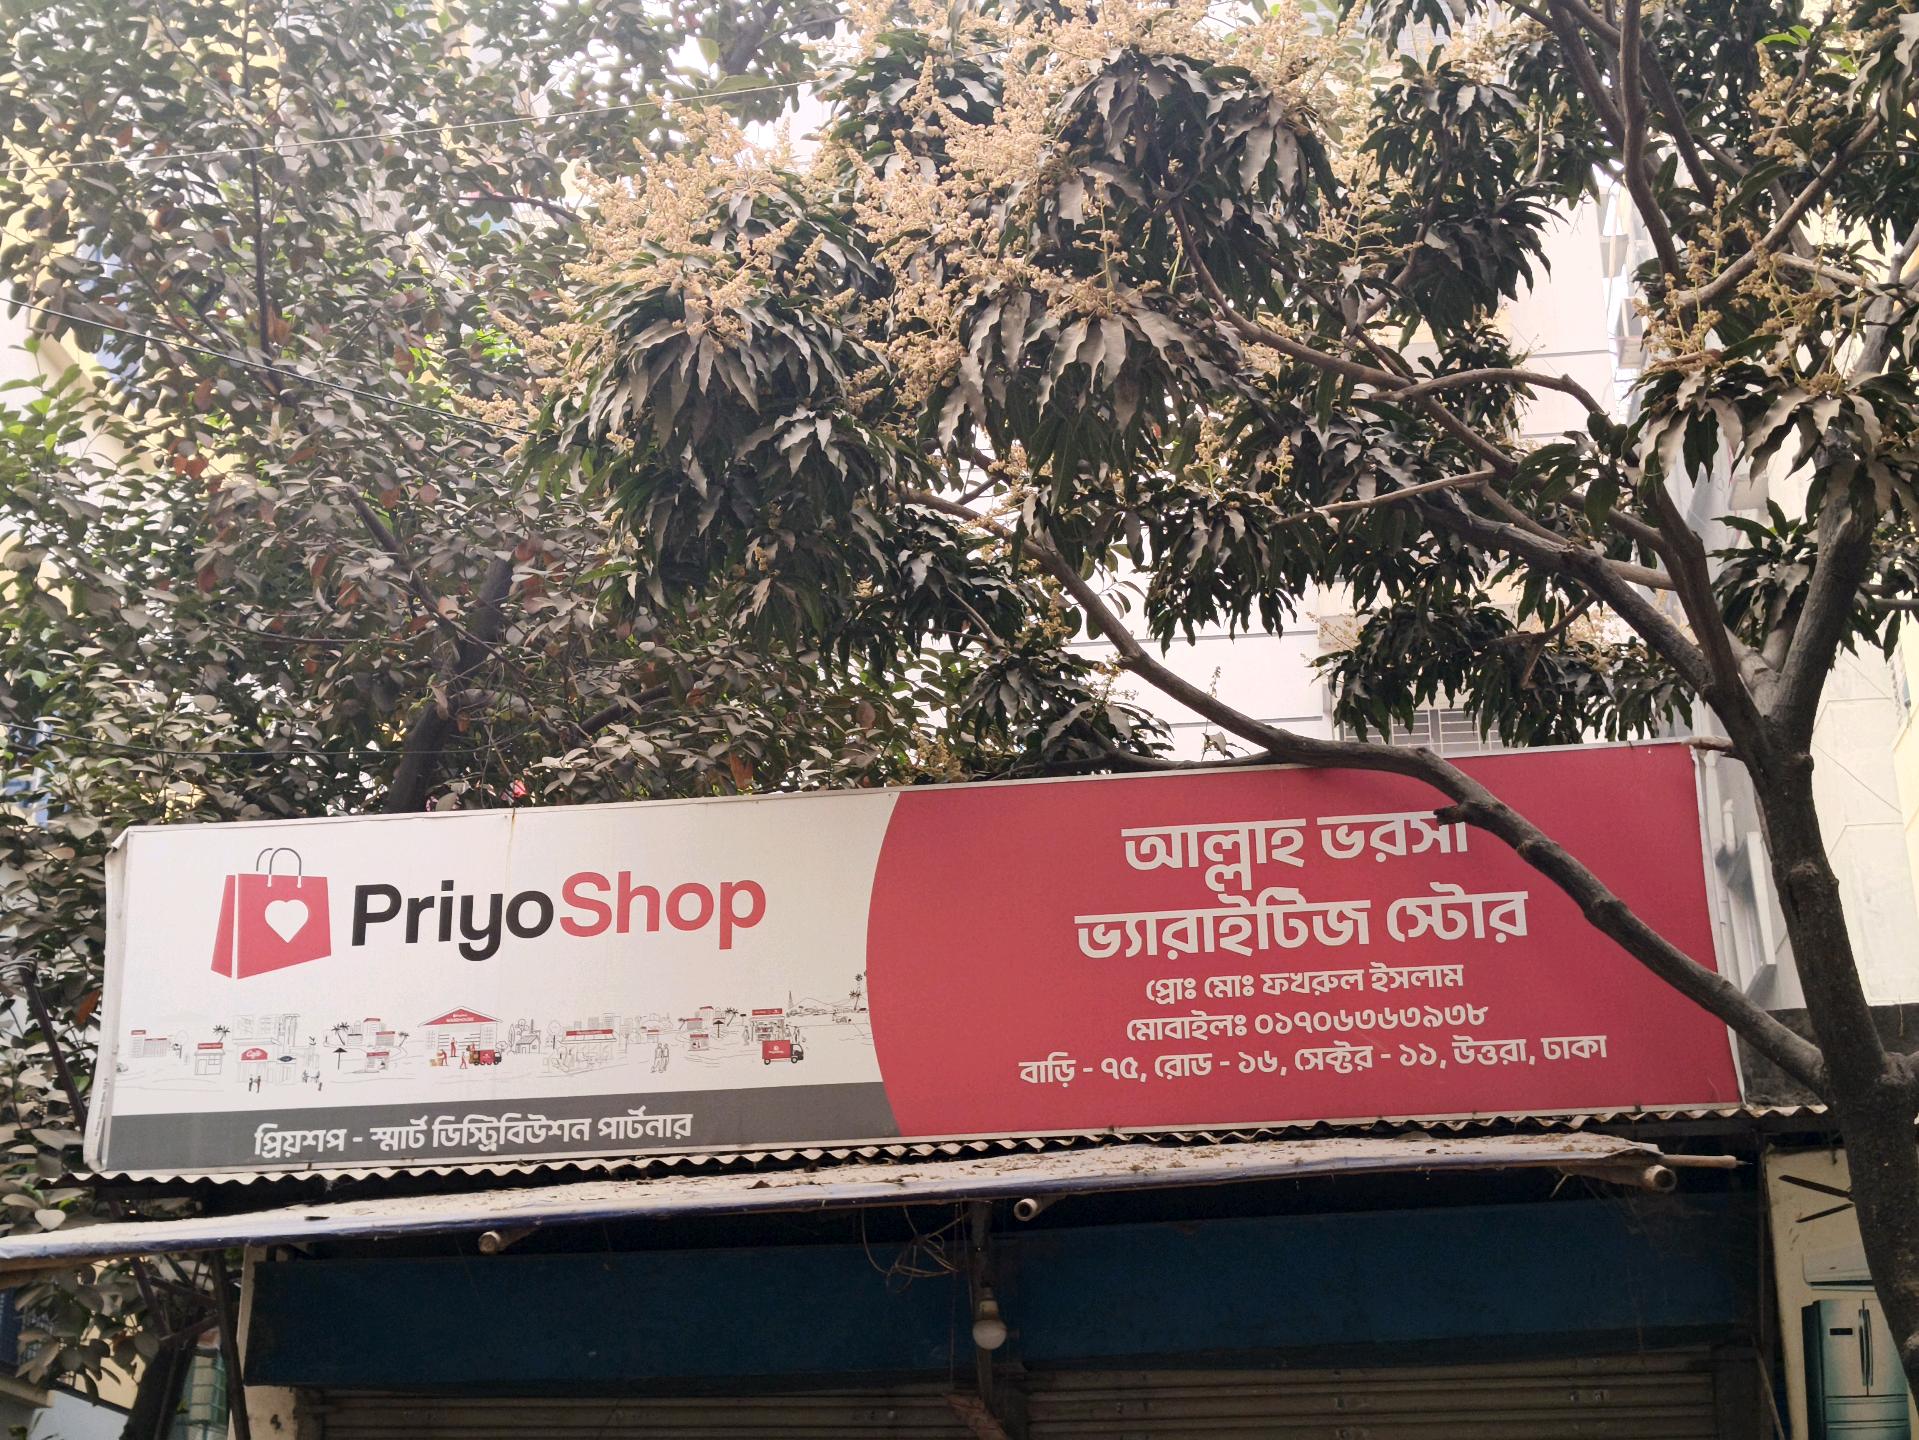 PriyoShop
প্রিয়শপ - স্মার্ট ডিস্ট্রিবিউশন পার্টনার
আল্লাহ ভরসা
ভ্যারাইটিজ স্টোর
প্রোঃ মোঃ ফখরুল ইসলাম
মোবাইলঃ ০১৭০৬৩৬৩৯৩৮
বাড়ি - ৭৫, রোড - ১৬, সেক্টর - ১১, উত্তরা, ঢাকা